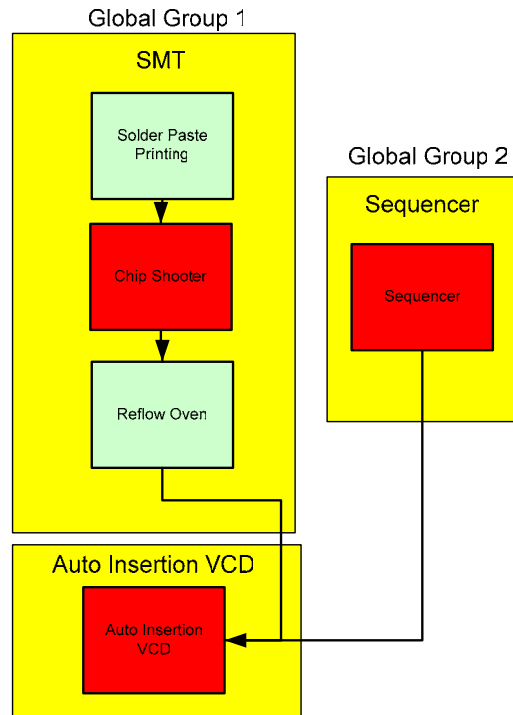 Global Group 1
SMT
Solder Paste
Printing
Chip Shooter
Reflow Oven
Global Group 2
Sequencer
Sequencer
Auto Insertion VCD
Auto Insertion
VCD